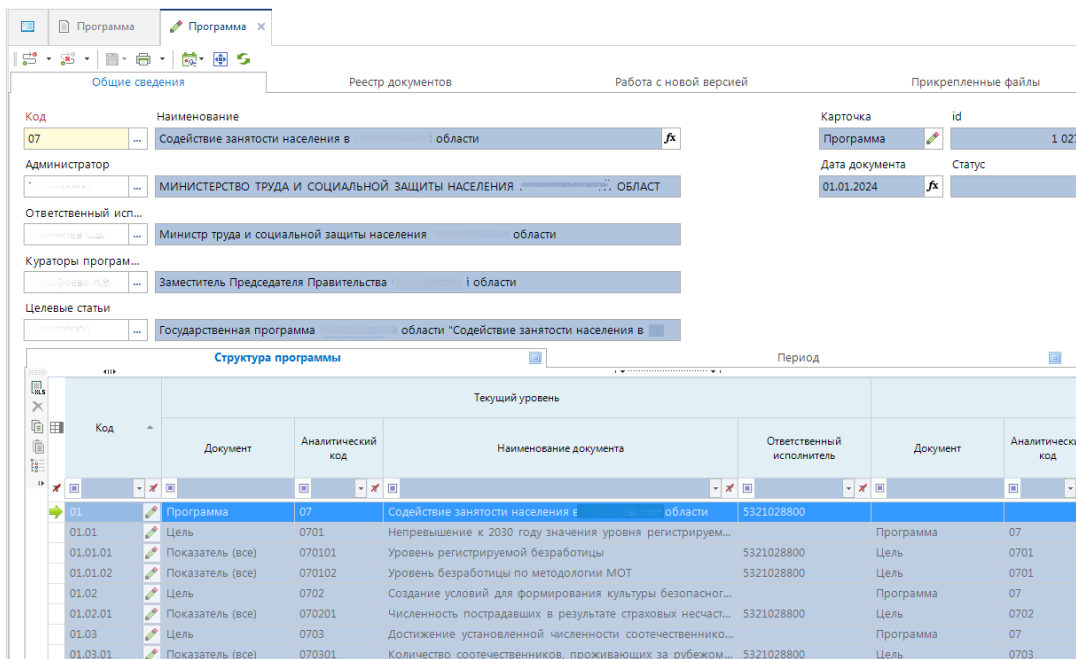 Программа
Программа
Общие сведения
Реестр документов
Работа с новой версией
Прикрепленные файлы
Код
Наименование
Карточка
id
07
...
Содействие занятости населения в
области
fx
Программа
1 027
Администратор
Дата документа
Статус
...
МИНИСТЕРСТВО ТРУДА И СОЦИАЛЬНОЙ ЗАЩИТЫ НАСЕЛЕНИЯ
ОБЛАСТ
01.01.2024
fx
Ответственный исп...
...
Министр труда и социальной защиты населения
области
Кураторы програм...
...
Заместитель Председателя Правительства
области
Целевые статьи
...
Государственная программа
области "Содействие занятости населения в
Структура программы
Период
XLS
Текущий уровень
Код
Документ
Аналитический
код
Наименование документа
Ответственный
исполнитель
Документ
Аналитически
код
01 Программа 07 Содействие занятости населения в области 5321028800
01.01 Цель 0701 Непревышение к 2030 году значения уровня регистрируем... Программа 07
01.01.01 Показатель (все) 070101 Уровень регистрируемой безработицы 5321028800 Цель 0701
01.01.02 Показатель (все) 070102 Уровень безработицы по методологии МОТ 5321028800 Цель 0701
01.02 Цель 0702 Создание условий для формирования культуры безопасног... Программа 07
01.02.01 Показатель (все) 070201 Численность пострадавших в результате страховых несчаст... 5321028800 Цель 0702
01.03 Цель 0703 Достижение установленной численности соотечественнико... Программа 07
01.03.01 Показатель (все) 070301 Количество соотечественников, проживающих за рубежом... 5321028800 Цель 0703